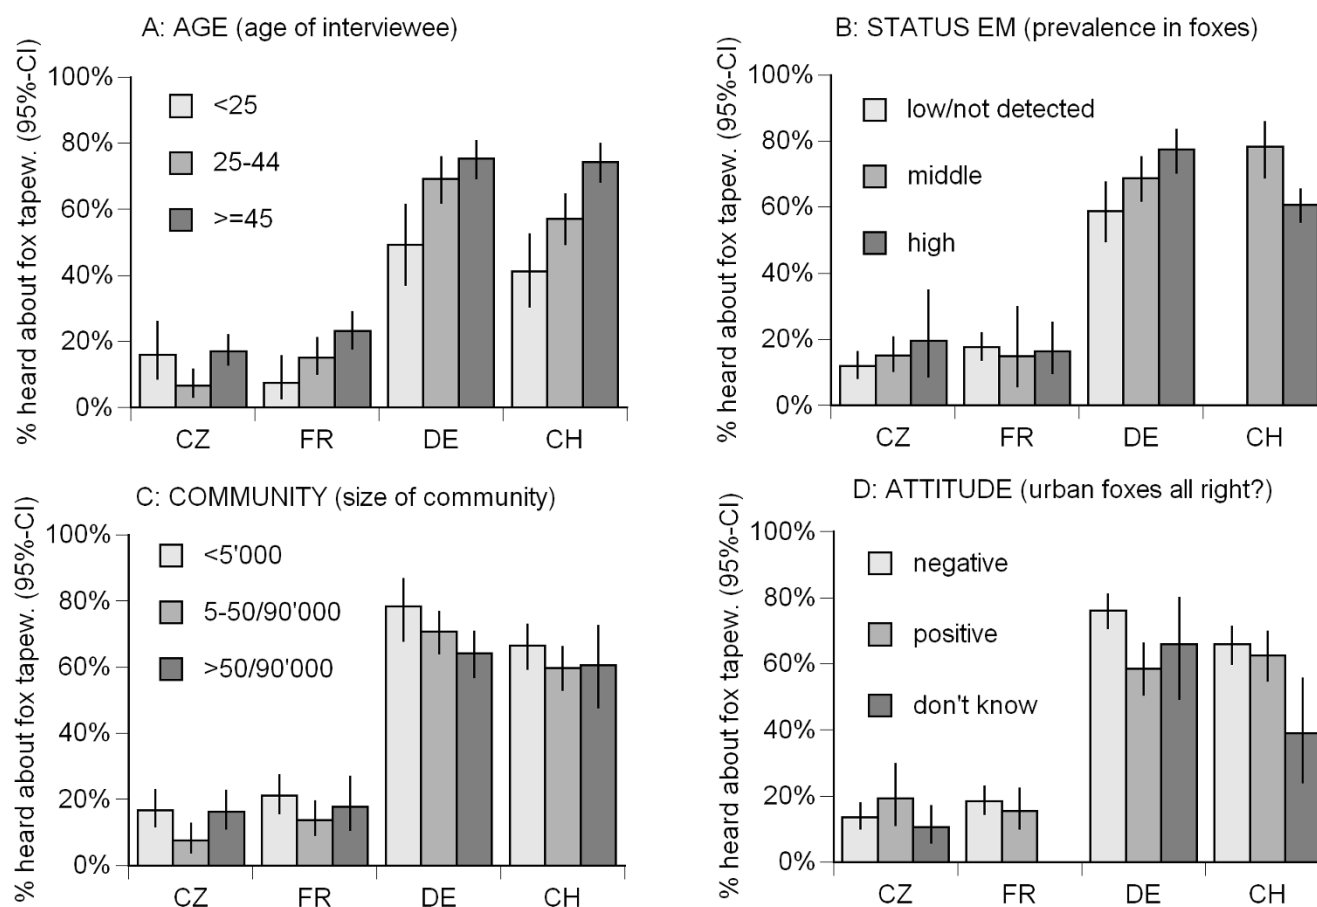 A: AGE (age of interviewee)
% heard about fox tapew. (95%-CI)
100%
80%
60%
40%
20%
0%
<25
25-44
>=45
CZ FR DE CH
B: STATUS EM (prevalence in foxes)
% heard about fox tapew. (95%-CI)
100%
80%
60%
40%
20%
0%
low/not detected
middle
high
CZ FR DE CH
C: COMMUNITY (size of community)
% heard about fox tapew. (95%-CI)
100%
80%
60%
40%
20%
0%
<5'000
5-50/90'000
>50/90'000
CZ FR DE CH
D: ATTITUDE (urban foxes all right?)
% heard about fox tapew. (95%-CI)
100%
80%
60%
40%
20%
0%
negative
positive
don't know
CZ FR DE CH